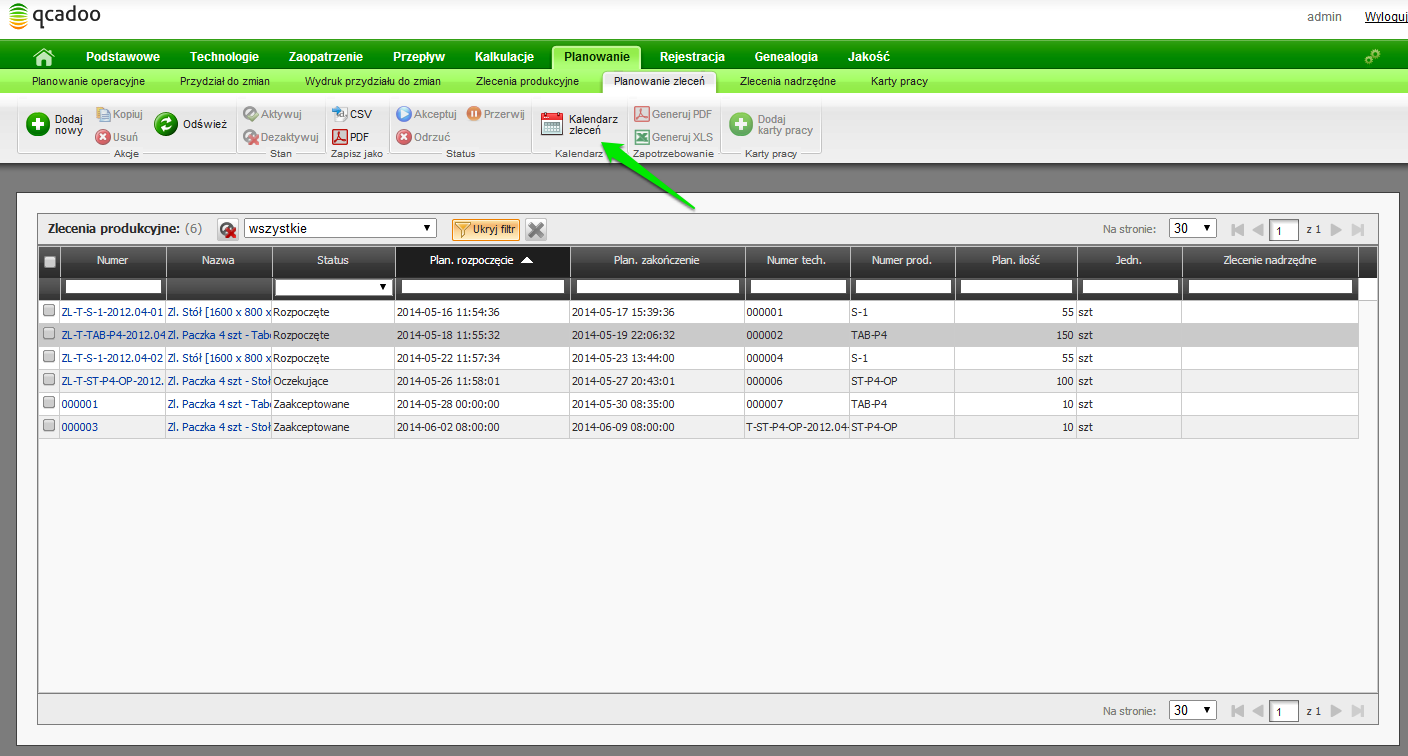 qcadoo
admin Wyloguj
Podstawowe Technologie Zaopatrzenie Przepływ Kalkulacje Planowanie Rejestracja Genealogia Jakość
Planowanie operacyjne Przydział do zmian Wydruk przydziału do zmian Zlecenia produkcyjne Planowanie zleceń Zlecenia nadrzędne Karty pracy
Dodaj nowy Kopiuj Usuń Odśwież Aktywuj Dezaktywuj CSV PDF Akceptuj Przerwij Odrzuć Kalendarz zleceń Generuj PDF Generuj XLS Dodaj karty pracy
Akcje Stan Zapisz jako Status Kalendarz Zapotrzebowanie Karty pracy
Zlecenia produkcyjne: (6) wszystkie Ukryj filtr Na stronie: 30 1 z 1
Numer Nazwa Status Plan. rozpoczęcie Plan. zakończenie Numer tech. Numer prod. Plan. ilość Jedn. Zlecenie nadrzędne
ZL-T-S-1-2012.04-01 Zl. Stół [1600 x 800 x Rozpoczęte 2014-05-16 11:54:36 2014-05-17 15:39:36 000001 S-1 55 szt
ZL-T-TAB-P4-2012.04 Zl. Paczka 4 szt - Tabo Rozpoczęte 2014-05-18 11:55:32 2014-05-19 22:06:32 000002 TAB-P4 150 szt
ZL-T-S-1-2012.04-02 Zl. Stół [1600 x 800 x Rozpoczęte 2014-05-22 11:57:34 2014-05-23 13:44:00 000004 S-1 55 szt
ZL-T-ST-P4-OP-2012. Zl. Paczka 4 szt - Stoł Oczekujące 2014-05-26 11:58:01 2014-05-27 20:43:01 000006 ST-P4-OP 100 szt
000001 Zl. Paczka 4 szt - Tabo Zaakceptowane 2014-05-28 00:00:00 2014-05-30 08:35:00 000007 TAB-P4 10 szt
000003 Zl. Paczka 4 szt - Stoł Zaakceptowane 2014-06-02 08:00:00 2014-06-09 08:00:00 T-ST-P4-OP-2012.04- ST-P4-OP 10 szt
Na stronie: 30 1 z 1